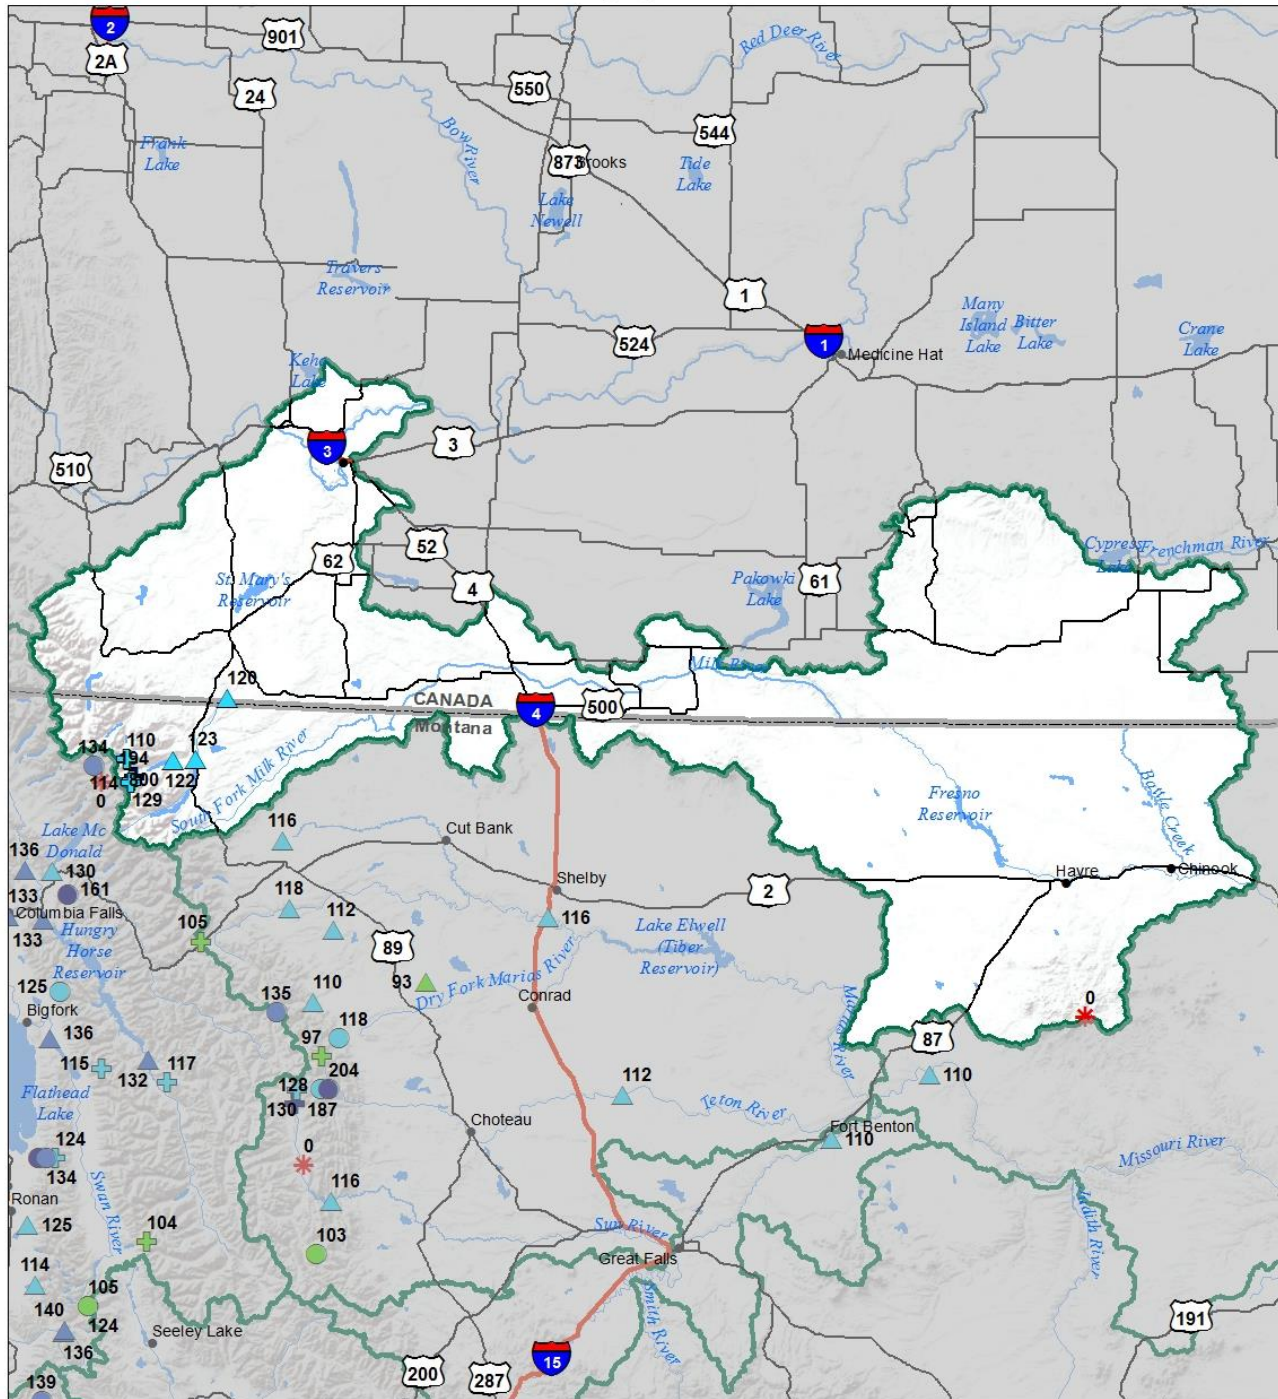 2
901
2A
24
550
544
Red Deer River
Bow River
873
Brooks
Frank
Lake
Tide
Lake
Lake
Newell
Travers
Reservoir
1
524
1
Medicine Hat
Many
Island
Lake
Bitter
Lake
Crane
Lake
Keho
Lake
3
3
510
52
62
4
St. Mary's
Reservoir
Pakowki
Lake
61
Cypress
Lake
Frenchman River
Milk River
120
CANADA
Montana
4
500
110
134
194
123
114
800
122
0
129
South Fork Milk River
Fresno
Reservoir
Battle Creek
Lake Mc
Donald
116
Cut Bank
136
130
133
161
Columbia Falls
133
Hungry
Horse
Reservoir
118
112
105
Shelby
116
2
Havre
Chinook
89
Lake Elwell
(Tiber
Reservoir)
93
Dry Fork Marias River
Conrad
Marias River
125
Bigfork
110
135
118
97
136
115
132
117
0
87
110
128
204
130
187
112
Teton River
Flathead
Lake
Choteau
Fort Benton
110
Missouri River
124
134
0
116
Ronan
Swan River
125
104
103
Sun River
Great Falls
Judith River
114
105
140
124
136
Seeley Lake
Smith River
139
200
287
15
191